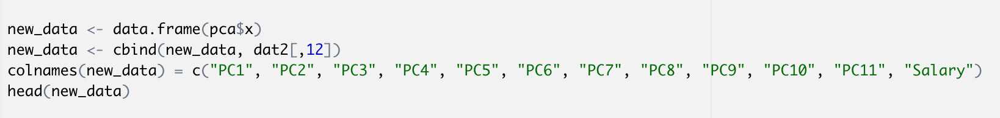 new_data <- data.frame(pca$x)
new_data <- cbind(new_data, dat2[,12])
colnames(new_data) = c("PC1", "PC2", "PC3", "PC4", "PC5", "PC6", "PC7", "PC8", "PC9", "PC10", "PC11", "Salary")
head(new_data)